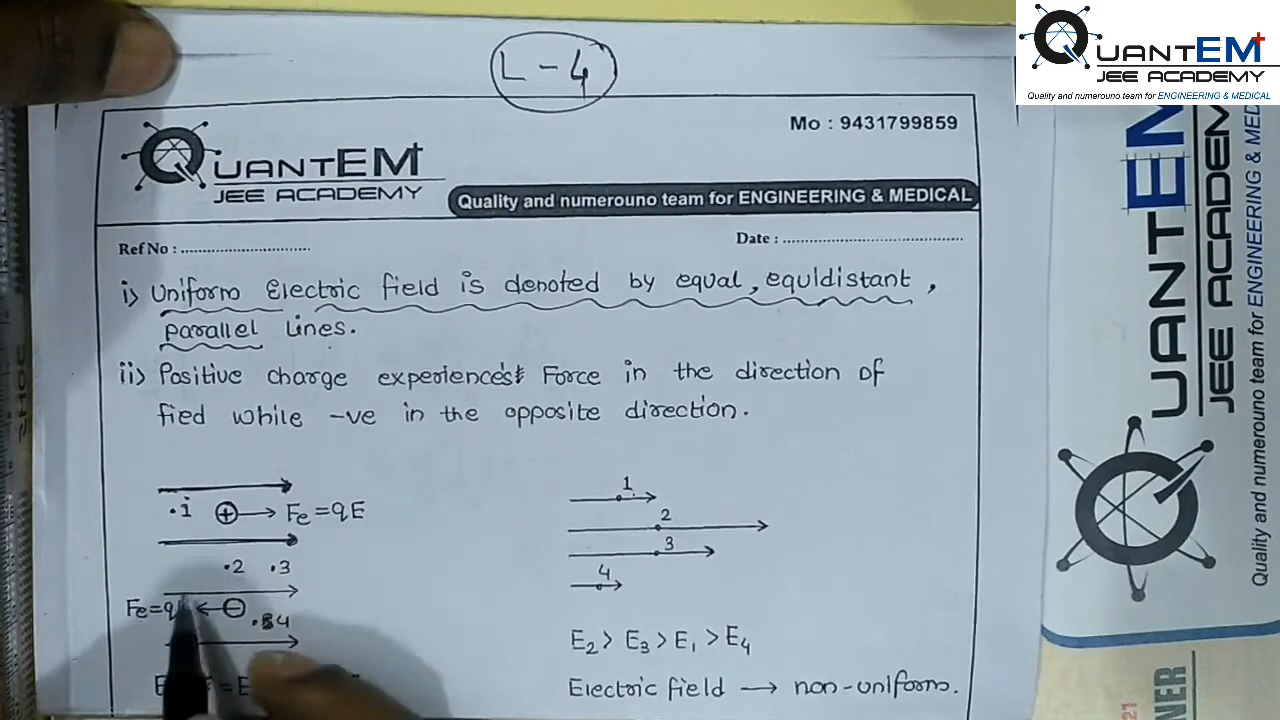 L-4
QUANTEM
JEE ACADEMY
Quality and numerouno team for ENGINEERING & MEDICAL
Mo : 9431799859
QUANTEM
JEE ACADEMY
Quality and numerouno team for ENGINEERING & MEDICAL
Ref No :
Date :
i) Uniform Electric field is denoted by equal, equidistant,
parallel Lines.
ii) Positive charge experiences Force in the direction of
fied while -ve in the opposite direction.
.1 ⊕→ Fe=qE
.2 .3
Fe=q ←⊖
4
1
2
3
4
E2 > E3 > E1 > E4
Electric field → non-uniform.
QUANTEM
JEE ACADEM
Quality and numerouno team for ENGINEERING & MED